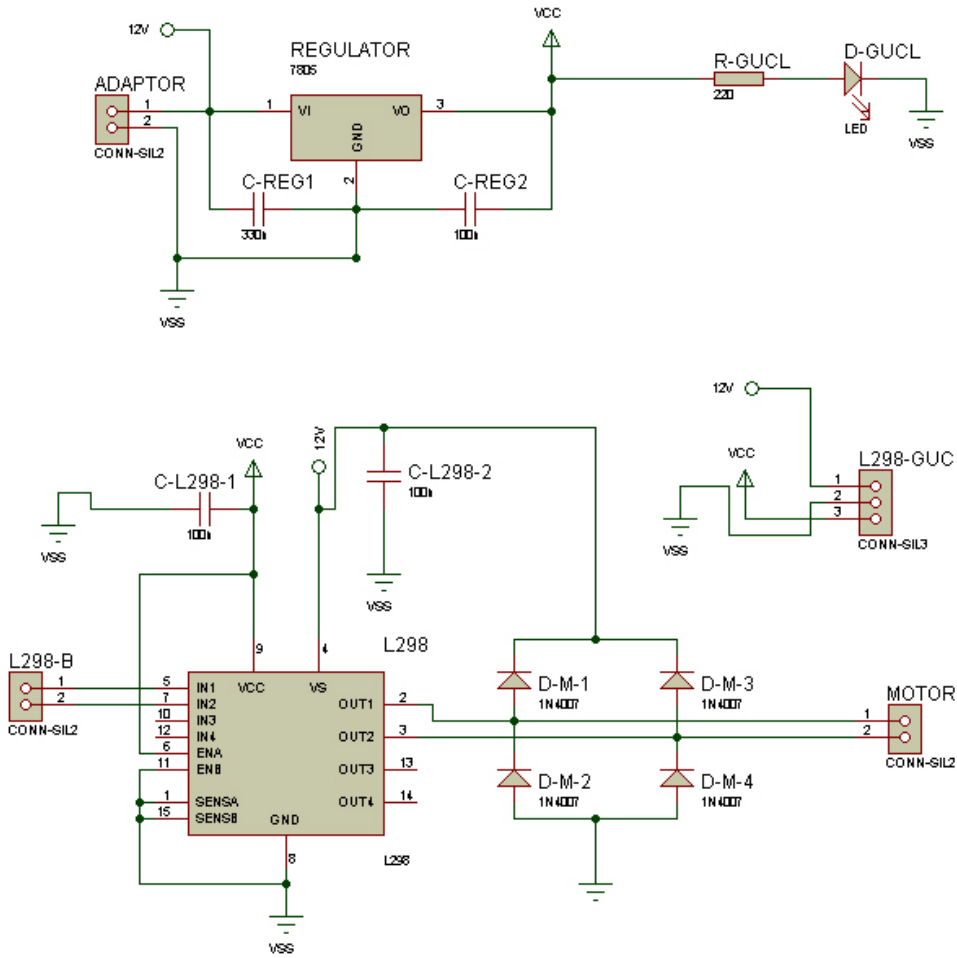 VCC
12V
REGULATOR
7805
R-GUCL
D-GUCL
ADAPTOR
1
2
CONN-SIL2
1
VI
VO
3
GND
2
220
LED
VSS
C-REG1
330n
C-REG2
100n
VSS
12V
VCC
12V
VCC
L298-GUC
1
2
3
CONN-SIL3
VSS
C-L298-1
100n
VSS
C-L298-2
100n
VSS
9
4
L298
VCC
VS
L298-B
1
2
CONN-SIL2
5
IN1
7
IN2
10
IN3
12
IN4
6
ENA
11
ENB
1
SENSA
15
SENSB
GND
8
OUT1
2
OUT2
3
OUT3
13
OUT4
14
L298
VSS
D-M-1
1N4007
D-M-3
1N4007
D-M-2
1N4007
D-M-4
1N4007
MOTOR
1
2
CONN-SIL2